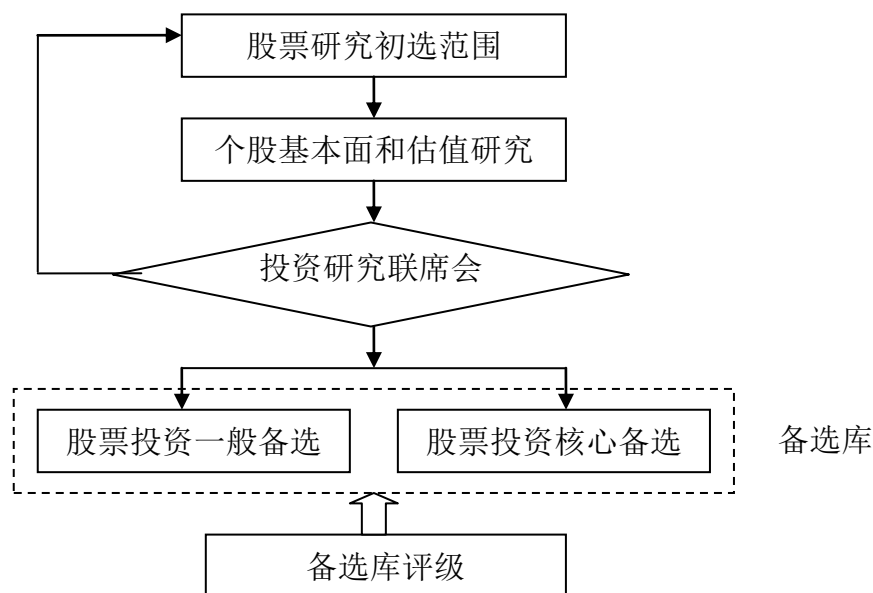 股票研究初选范围
个股基本面和估值研究
投资研究联席会
股票投资一般备选
股票投资核心备选
备选库
备选库评级